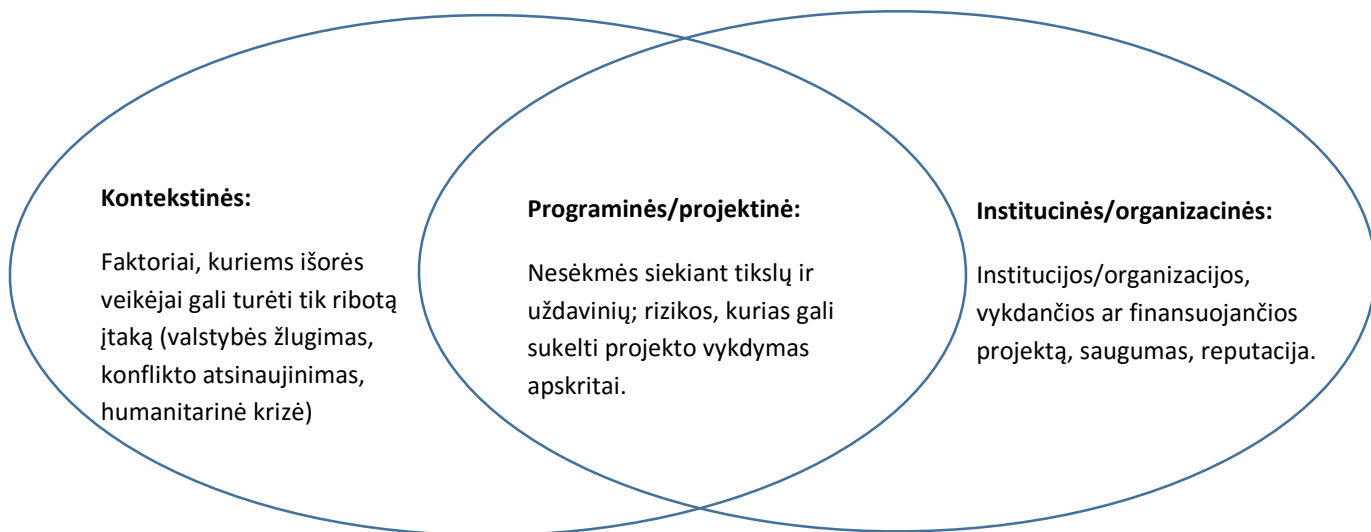 Kontekstinės:
Faktoriai, kuriems išorės
veikėjai gali turėti tik ribotą
įtaką (valstybės žlugimas,
konflikto atsinaujinimas,
humanitarinė krizė)
Programinės/projektinė:
Nesėkmės siekiant tikslų ir
uždavinių; rizikos, kurias gali
sukelti projekto vykdymas
apskritai.
Institucinės/organizacinės:
Institucijos/organizacijos,
vykdančios ar finansuojančios
projektą, saugumas, reputacija.